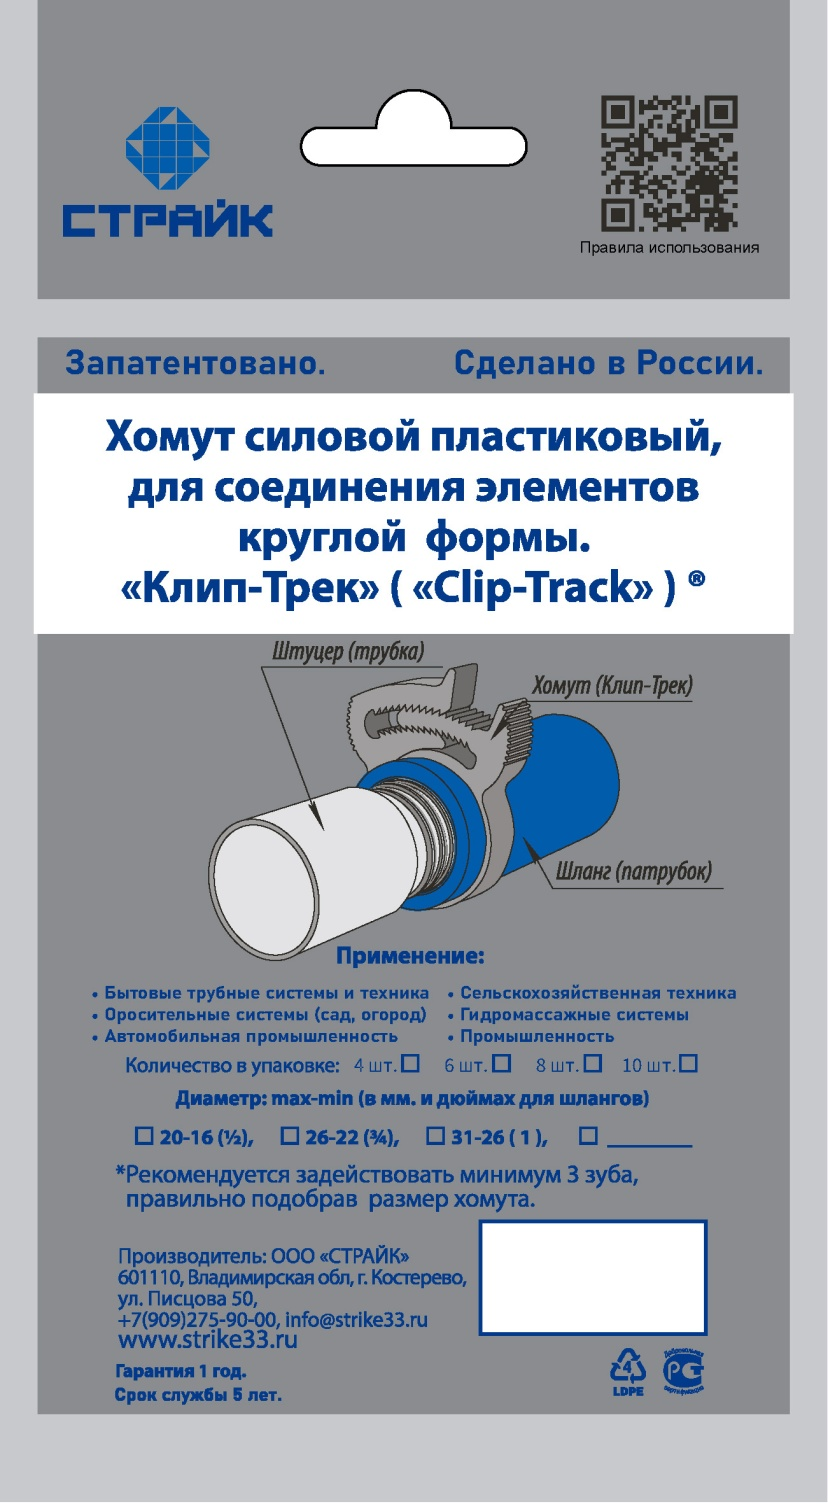 СТРАЙК
Правила использования
Запатентовано. Сделано в России.
Хомут силовой пластиковый,
для соединения элементов
круглой формы.
«Клип-Трек» ( «Clip-Track» ) ®
Штуцер (трубка)
Хомут (Клип-Трек)
Шланг (патрубок)
Применение:
• Бытовые трубные системы и техника • Сельскохозяйственная техника
• Оросительные системы (сад, огород) • Гидромассажные системы
• Автомобильная промышленность • Промышленность
Количество в упаковке: 4 шт. 6 шт. 8 шт. 10 шт.
Диаметр: max-min (в мм. и дюймах для шлангов)
20-16 (½), 26-22 (¾), 31-26 ( 1 ), ________
*Рекомендуется задействовать минимум 3 зуба,
правильно подобрав размер хомута.
Производитель: ООО «СТРАЙК»
601110, Владимирская обл, г. Костерево,
ул. Писцова 50,
+7(909)275-90-00, info@strike33.ru
www.strike33.ru
Гарантия 1 год.
Срок службы 5 лет.
4
LDPE
Добровольная
РСТ
сертификация